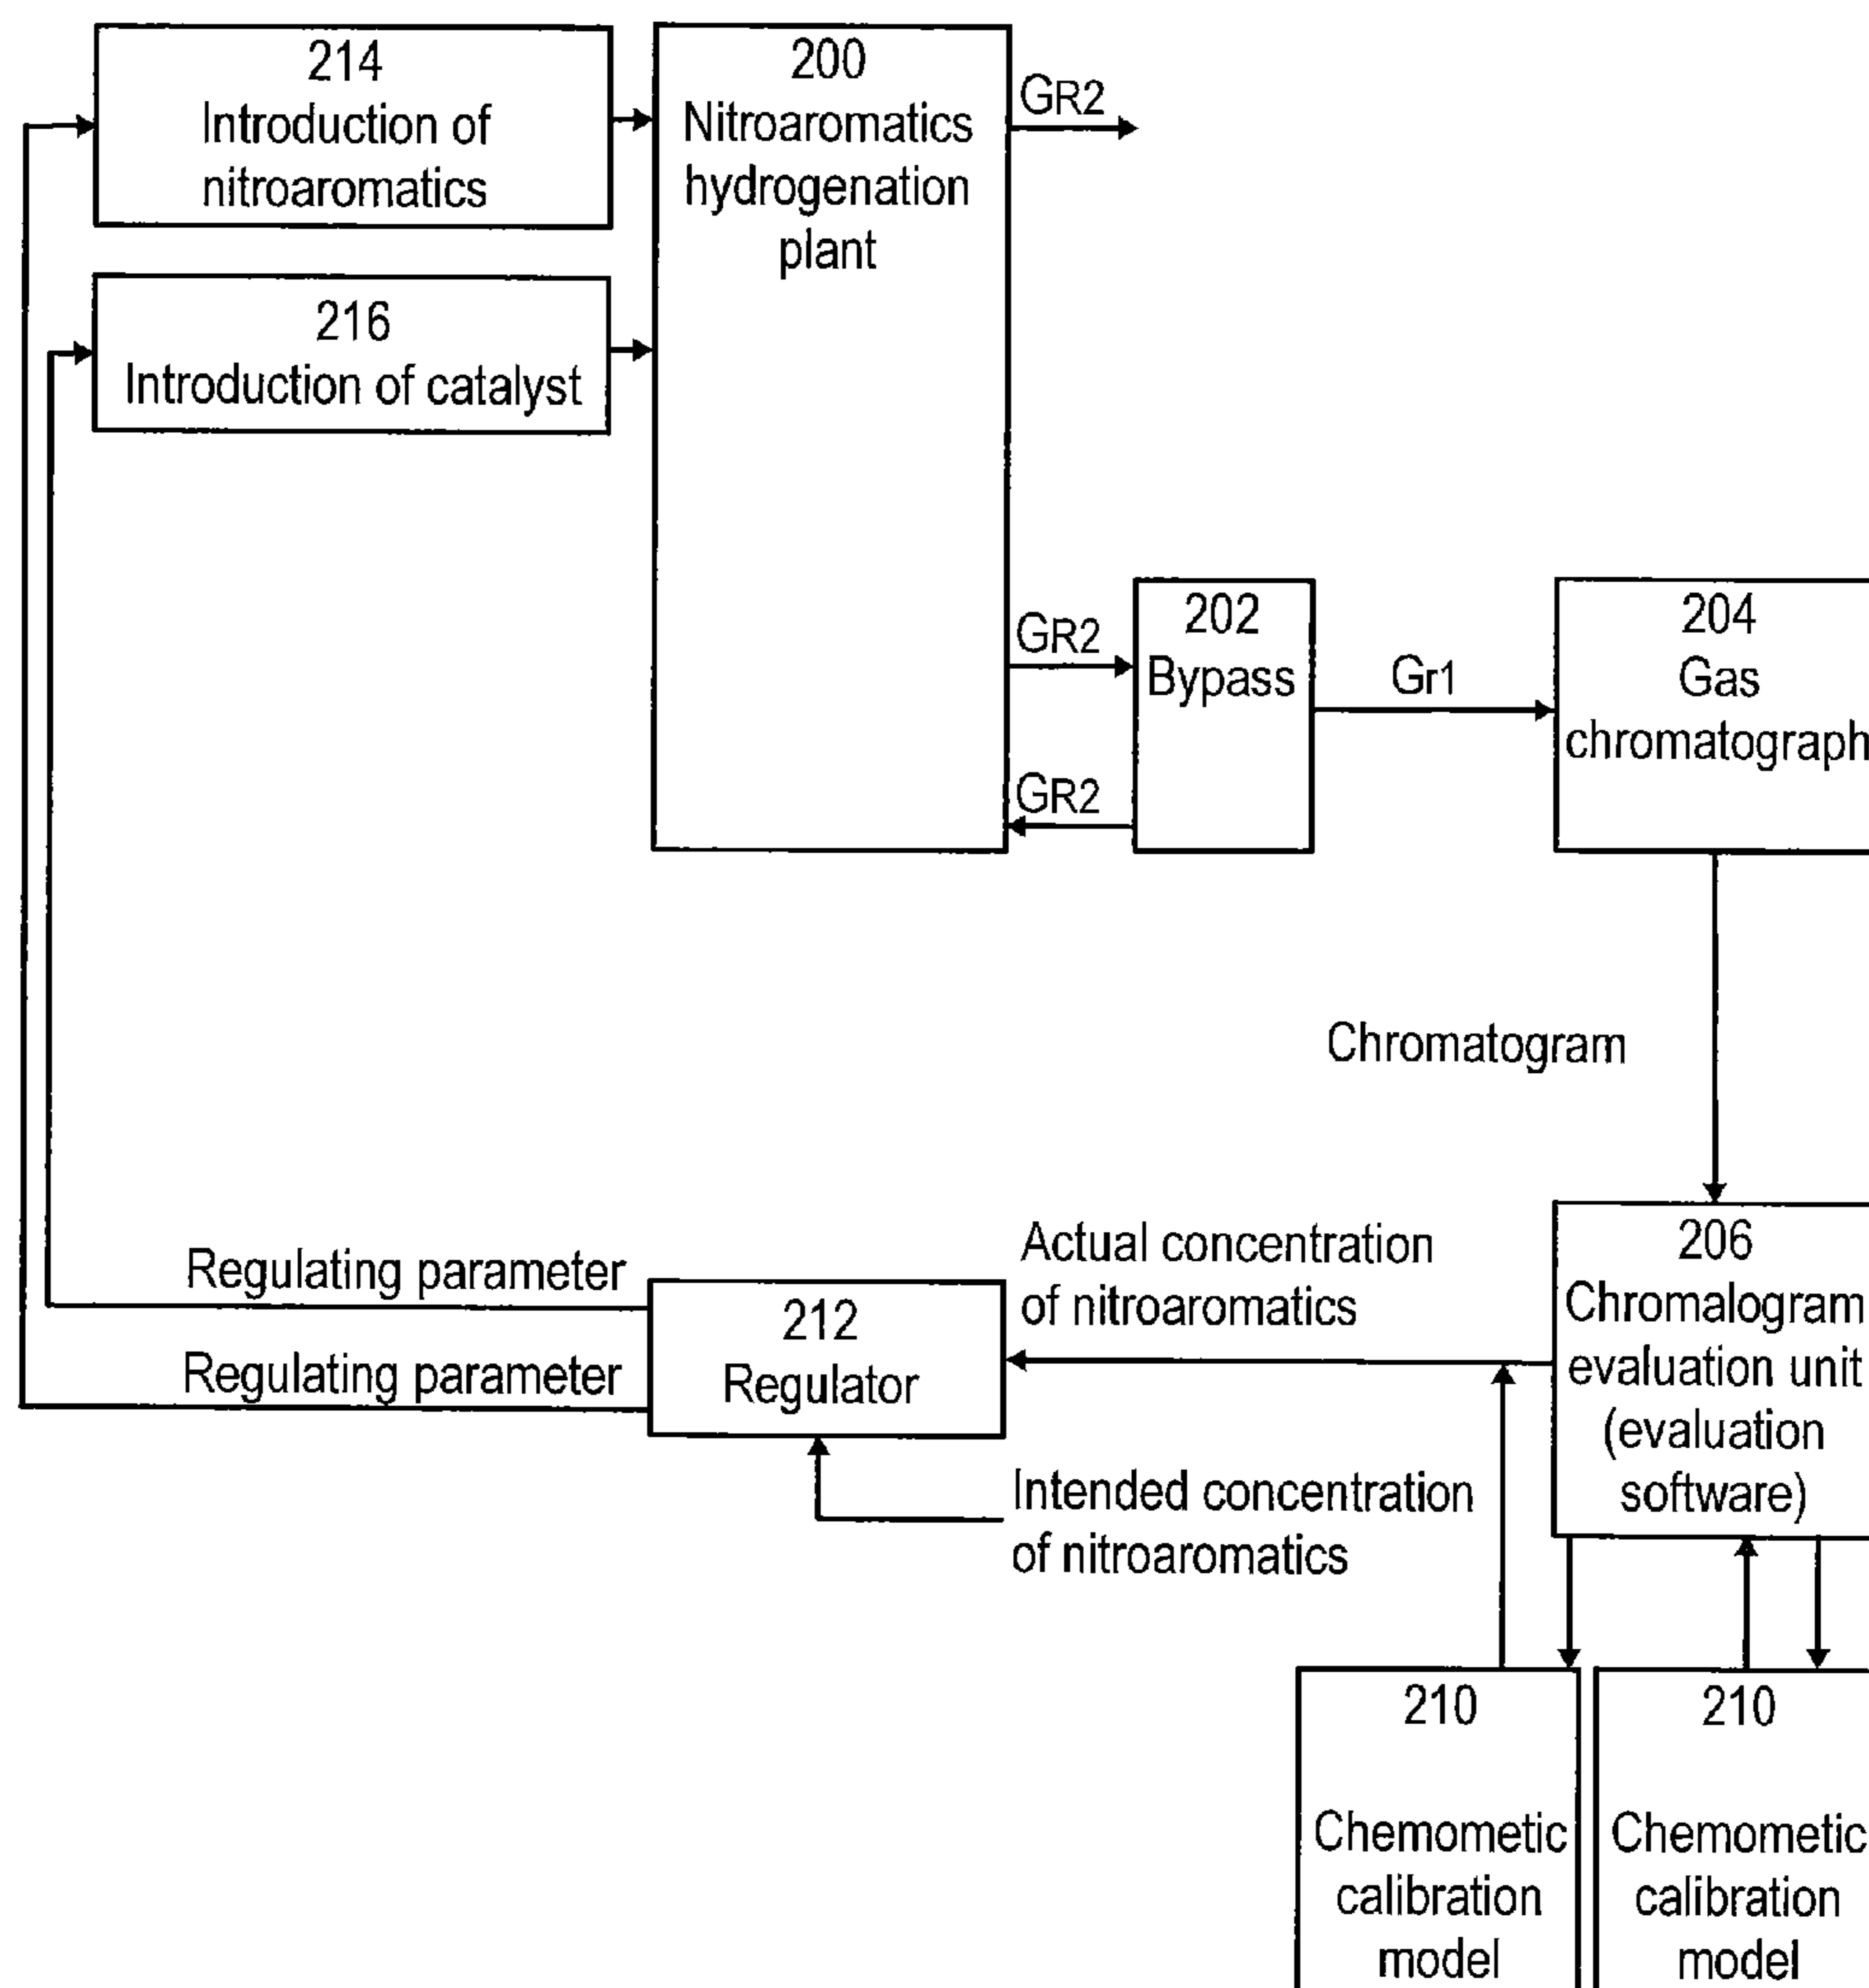 214
Introduction of
nitroaromatics
200
Nitroaromatics
hydrogenation
plant
GR2
216
Introduction of catalyst
GR2
202
Bypass
Gr1
204
Gas
chromatograph
GR2
Chromatogram
Regulating parameter
Regulating parameter
212
Regulator
Actual concentration
of nitroaromatics
206
Chromalogram
evaluation unit
(evaluation
software)
Intended concentration
of nitroaromatics
210
Chemometic
calibration
model
210
Chemometic
calibration
model